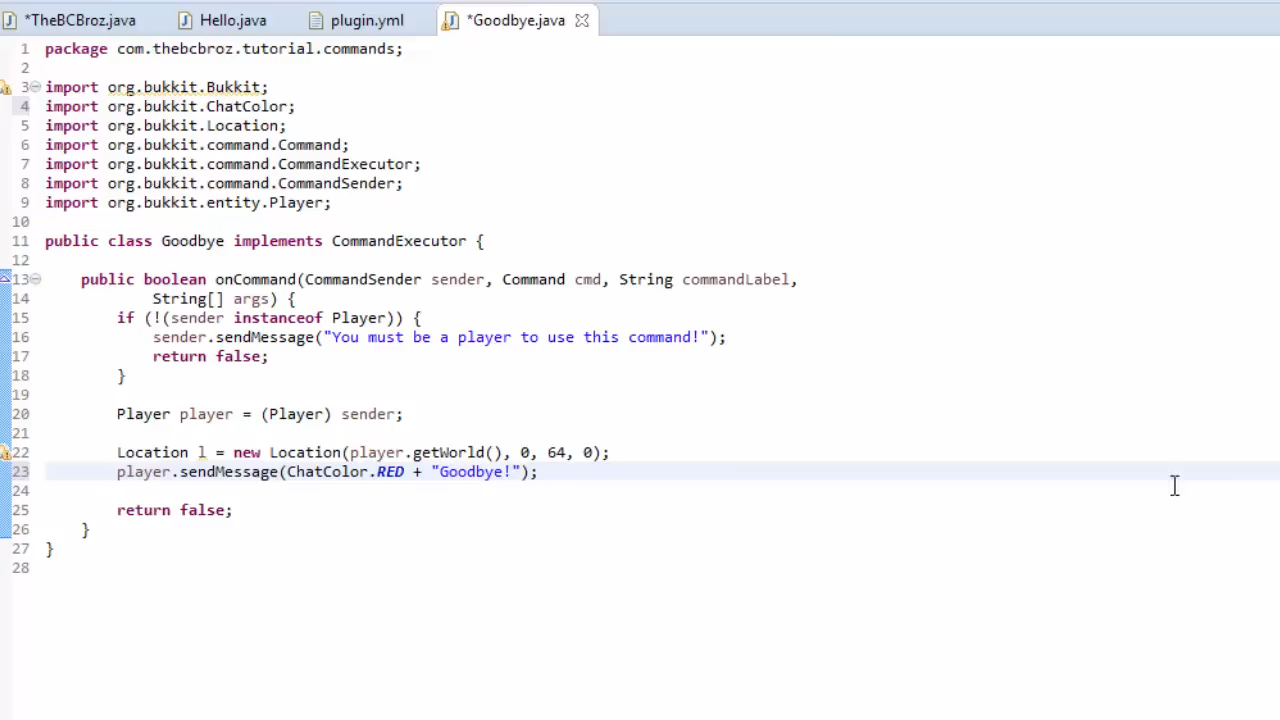 *TheBCBroz.java Hello.java plugin.yml *Goodbye.java
1 package com.thebcbroz.tutorial.commands;
2
3 import org.bukkit.Bukkit;
4 import org.bukkit.ChatColor;
5 import org.bukkit.Location;
6 import org.bukkit.command.Command;
7 import org.bukkit.command.CommandExecutor;
8 import org.bukkit.command.CommandSender;
9 import org.bukkit.entity.Player;
10
11 public class Goodbye implements CommandExecutor {
12
13 public boolean onCommand(CommandSender sender, Command cmd, String commandLabel,
14 String[] args) {
15 if (!(sender instanceof Player)) {
16 sender.sendMessage("You must be a player to use this command!");
17 return false;
18 }
19
20 Player player = (Player) sender;
21
22 Location l = new Location(player.getWorld(), 0, 64, 0);
23 player.sendMessage(ChatColor.RED + "Goodbye!");
24
25 return false;
26 }
27 }
28